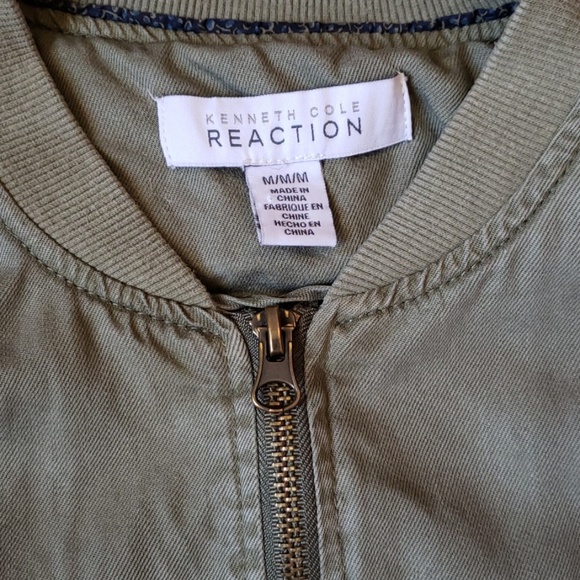 KENNETH COLE
REACTION
M/M/M
MADE IN
CHINA
FABRIQUE EN
CHINE
HECHO EN
CHINA